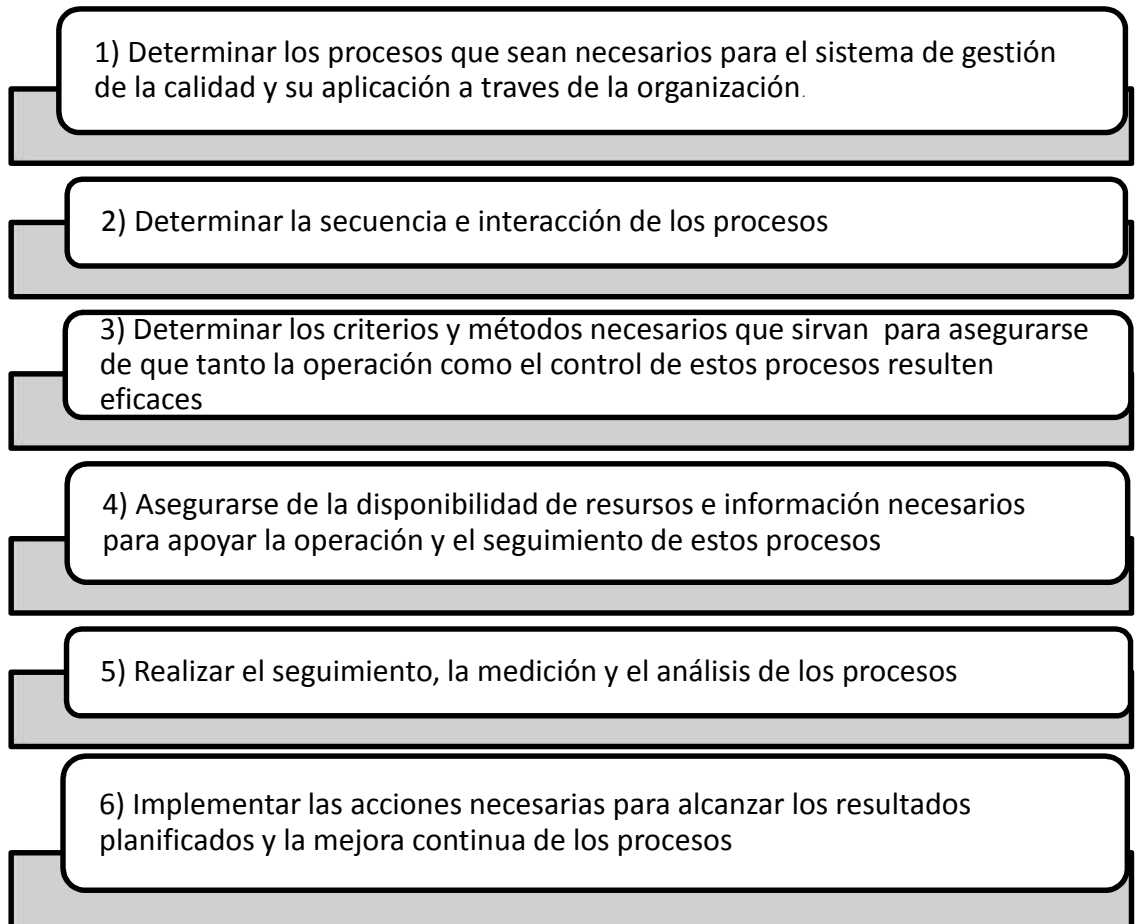 1) Determinar los procesos que sean necesarios para el sistema de gestión
de la calidad y su aplicación a traves de la organización.
2) Determinar la secuencia e interacción de los procesos
3) Determinar los criterios y métodos necesarios que sirvan  para asegurarse
de que tanto la operación como el control de estos procesos resulten
eficaces
4) Asegurarse de la disponibilidad de resursos e información necesarios
para apoyar la operación y el seguimiento de estos procesos
5) Realizar el seguimiento, la medición y el análisis de los procesos
6) Implementar las acciones necesarias para alcanzar los resultados
planificados y la mejora continua de los procesos